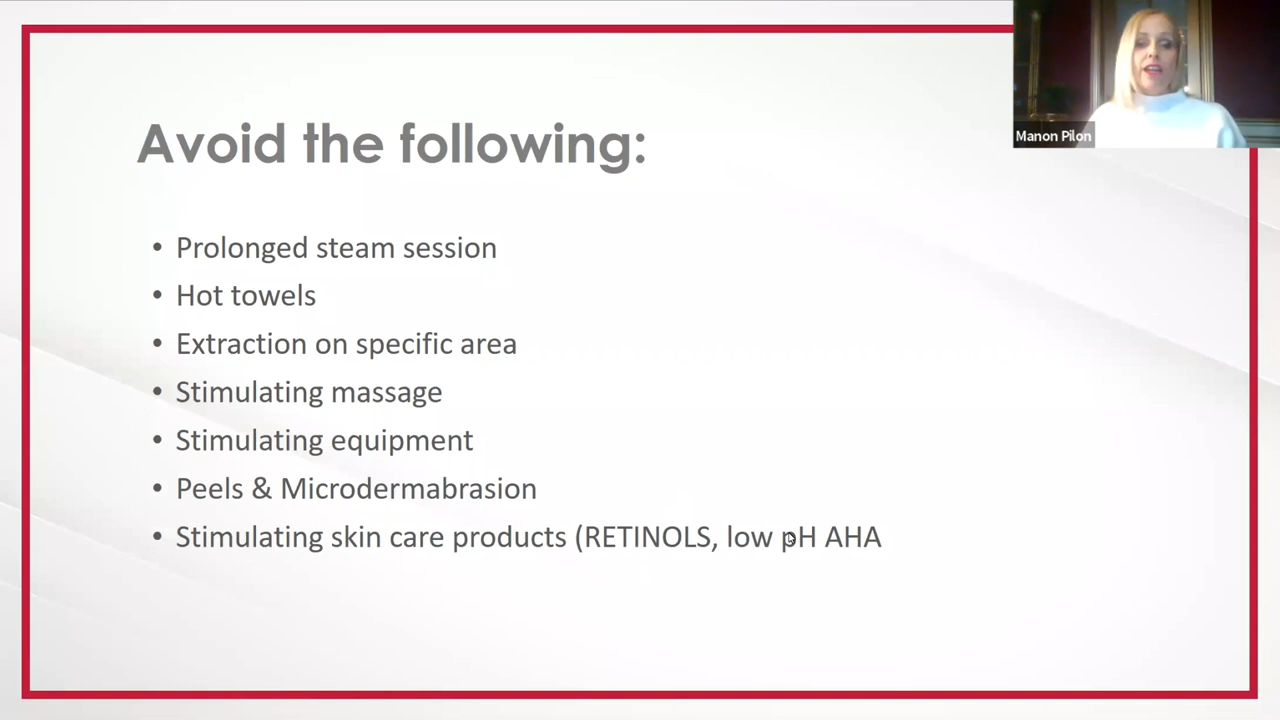 Avoid the following:
• Prolonged steam session
• Hot towels
• Extraction on specific area
• Stimulating massage
• Stimulating equipment
• Peels & Microdermabrasion
• Stimulating skin care products (RETINOLS, low pH AHA
Manon Pilon